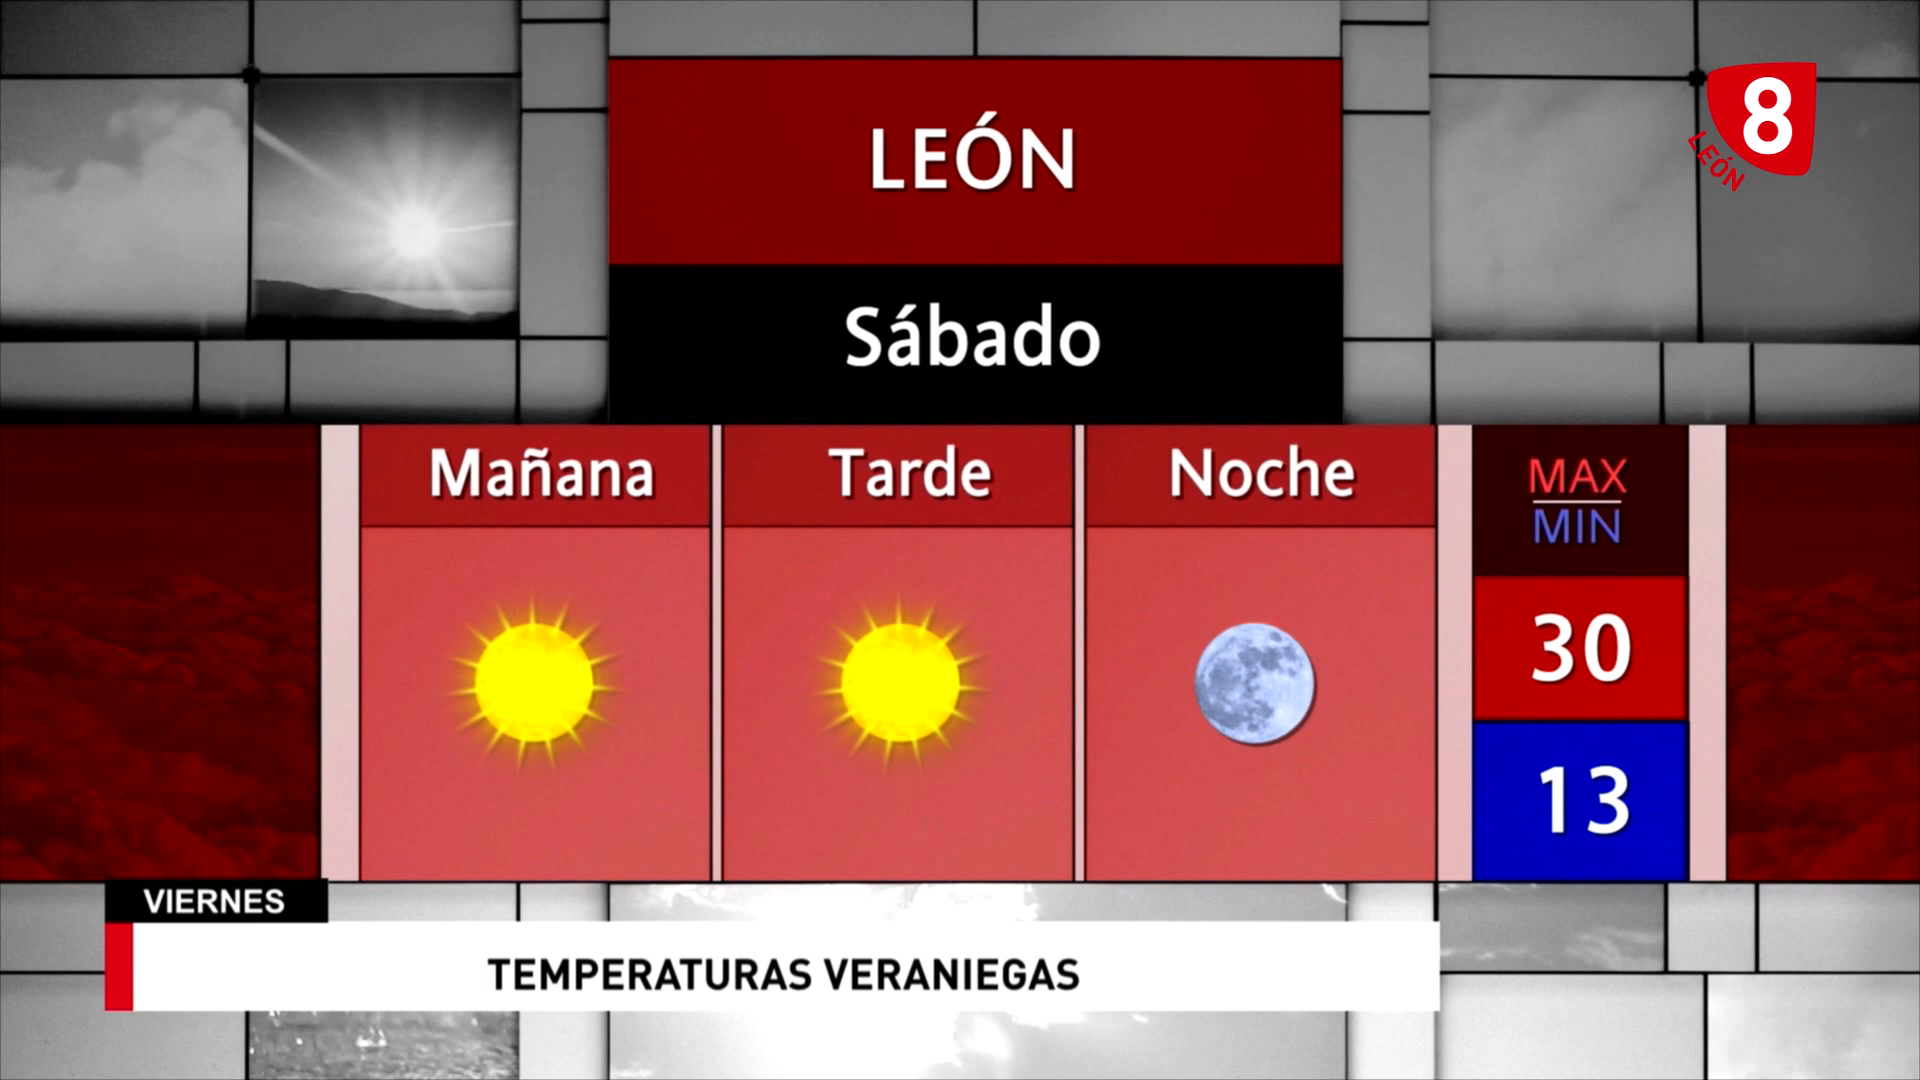 LEÓN
8
LEÓN
Sábado
Mañana
Tarde
Noche
MAX
MIN
30
13
VIERNES
TEMPERATURAS VERANIEGAS